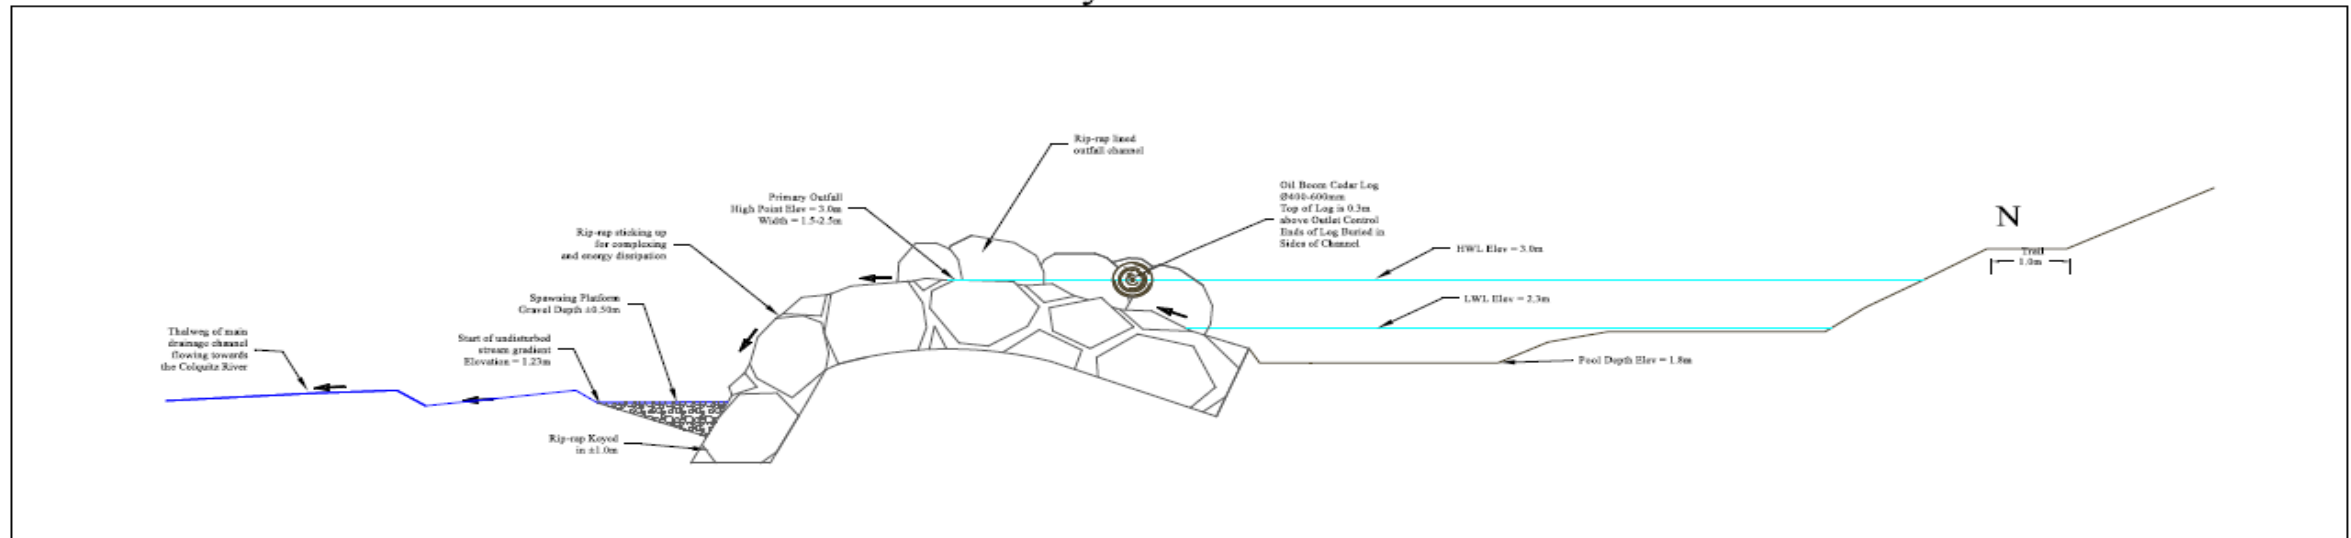 Rip-rap lined
outfall channel
Primary Outfall
High Point Elev = 3.0m
Width = 1.5-2.5m
Oil Boom Cedar Log
Ø400-600mm
Top of Log is 0.3m
above Outlet Control
Ends of Log Buried in
Sides of Channel
N
Rip-rap sticking up
for complexing
and energy dissipation
HWL Elev = 3.0m
Trail
1.0m
Spawning Platform
Gravel Depth ±0.50m
LWL Elev = 2.3m
Thalweg of main
drainage channel
flowing towards
the Colquitz River
Start of undisturbed
stream gradient
Elevation = 1.23m
Pool Depth Elev = 1.8m
Rip-rap Keyed
in ±1.0m